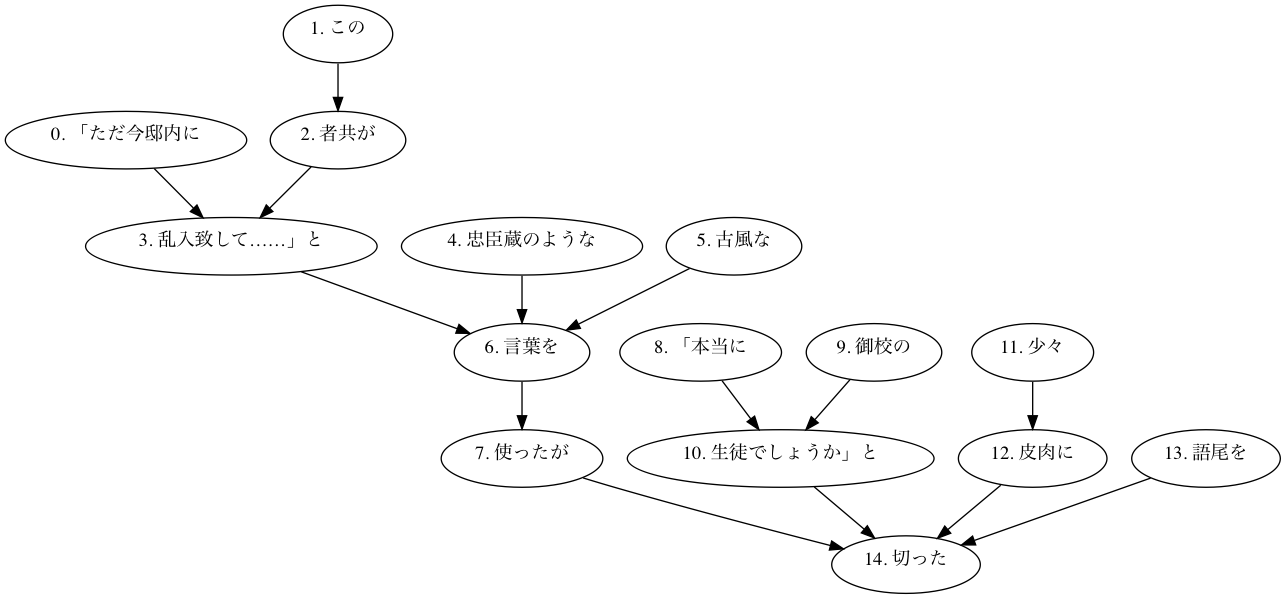 1. この
0. 「ただ今邸内に
2. 者共が
3. 乱入致して……」と
4. 忠臣蔵のような
5. 古風な
6. 言葉を
8. 「本当に
9. 御校の
11. 少々
7. 使ったが
10. 生徒でしょうか」と
12. 皮肉に
13. 語尾を
14. 切った